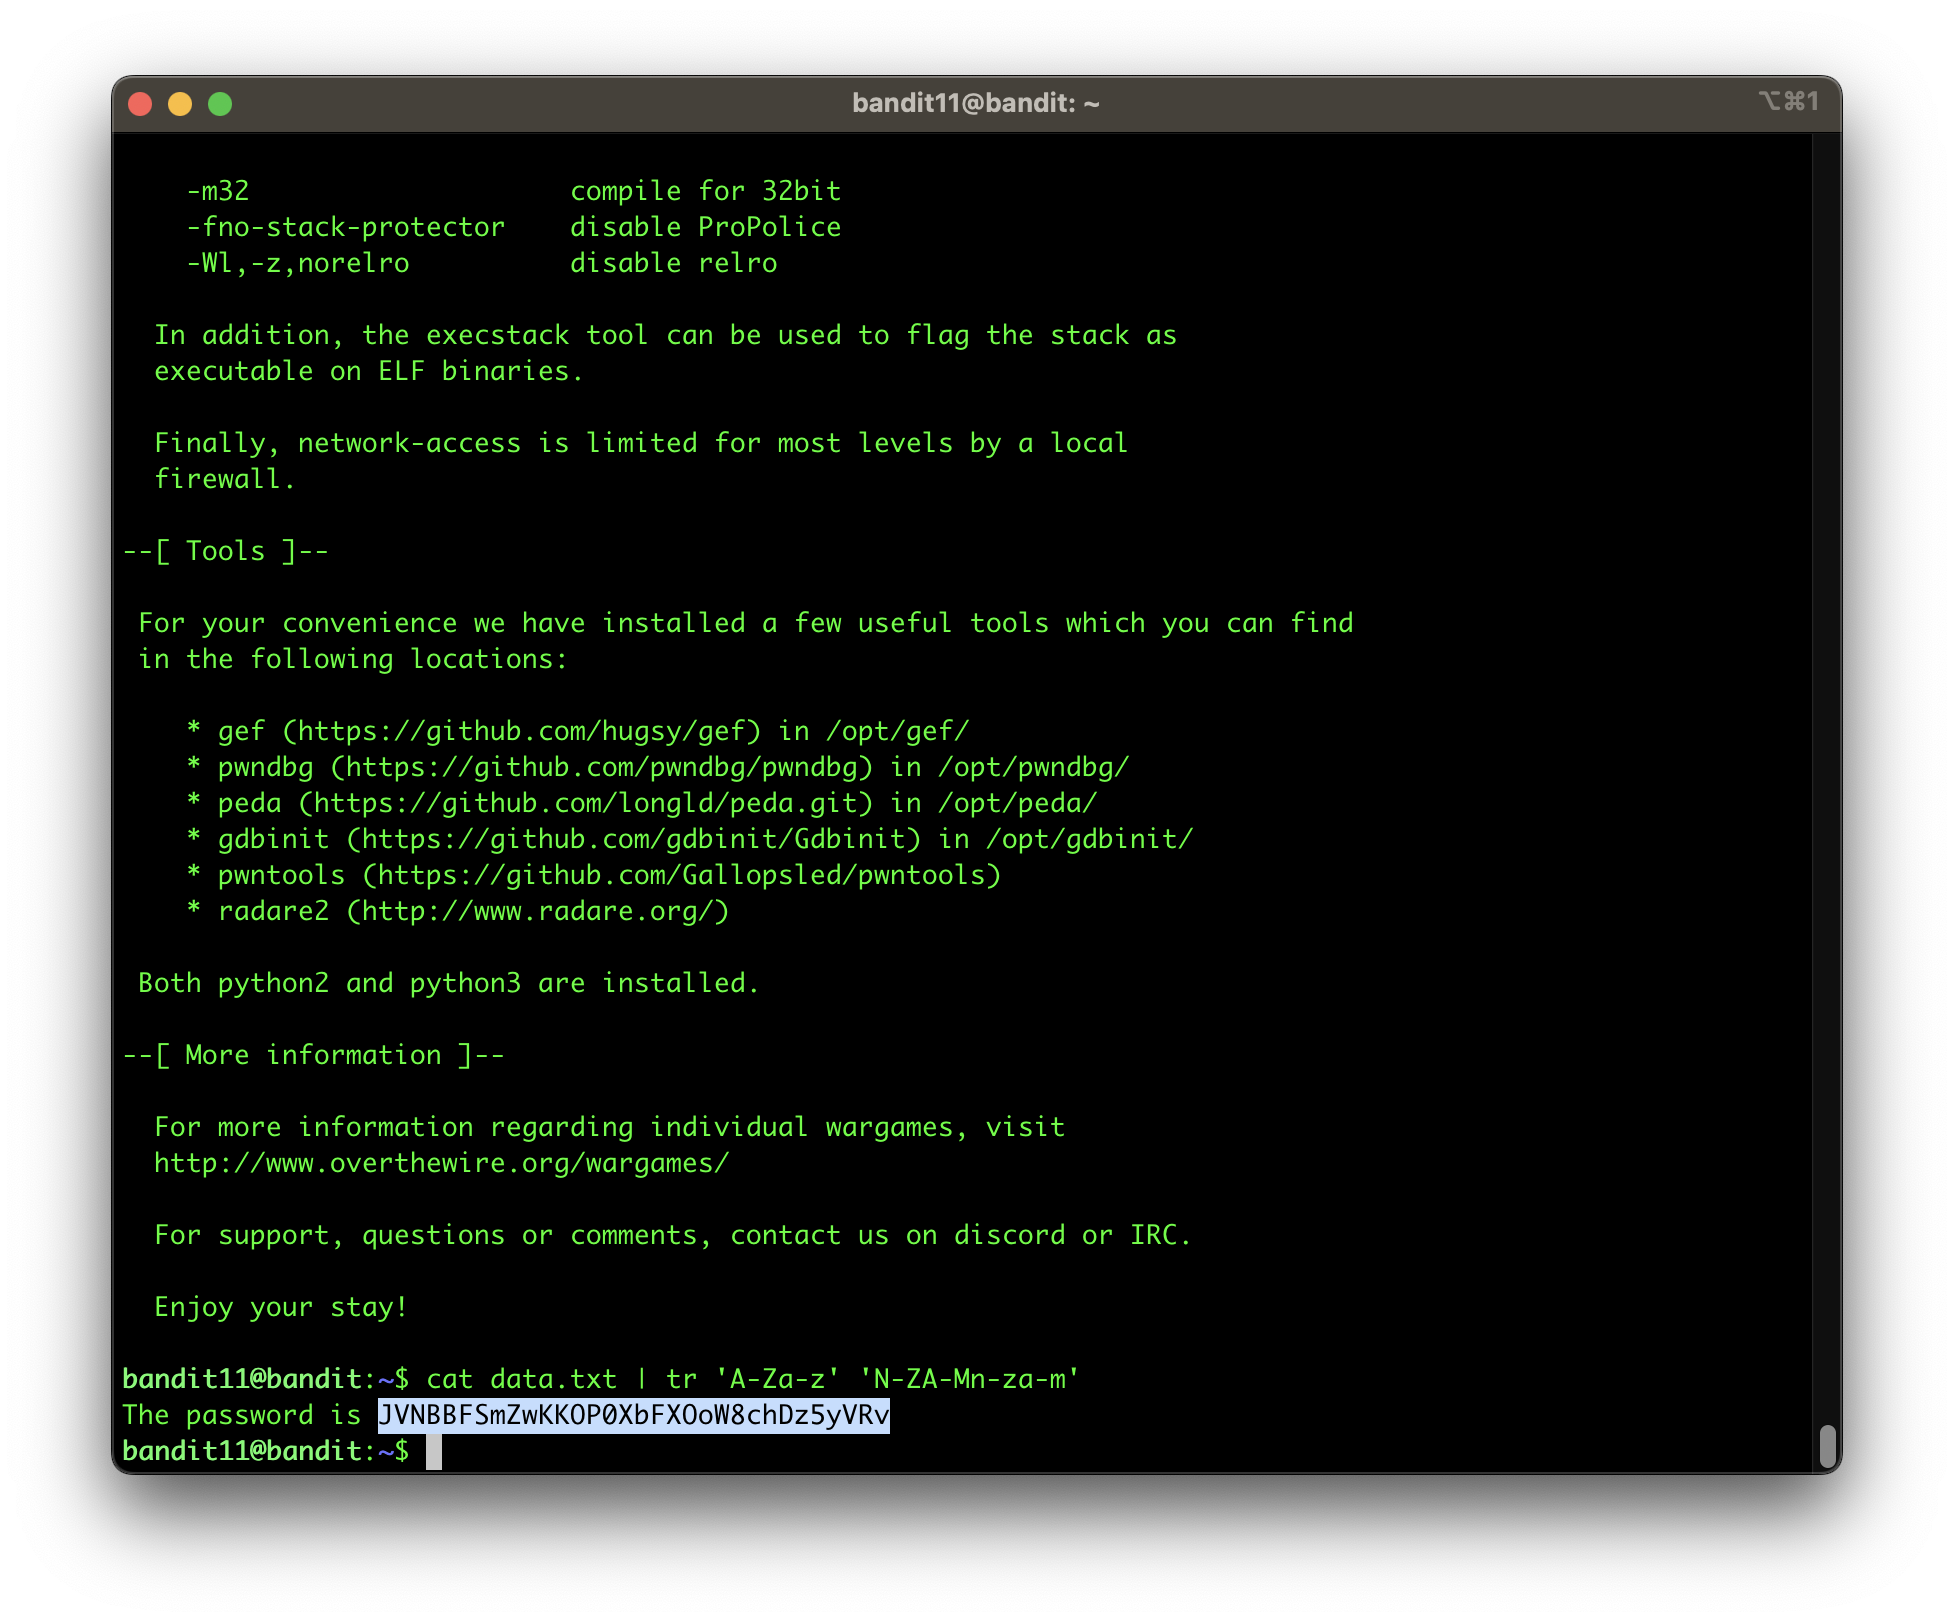 bandit11@bandit: ~
⌥⌘1
-m32 compile for 32bit
-fno-stack-protector disable ProPolice
-Wl,-z,norelro disable relro
In addition, the execstack tool can be used to flag the stack as
executable on ELF binaries.
Finally, network-access is limited for most levels by a local
firewall.
--[ Tools ]--
For your convenience we have installed a few useful tools which you can find
in the following locations:
* gef (https://github.com/hugsy/gef) in /opt/gef/
* pwndbg (https://github.com/pwndbg/pwndbg) in /opt/pwndbg/
* peda (https://github.com/longld/peda.git) in /opt/peda/
* gdbinit (https://github.com/gdbinit/Gdbinit) in /opt/gdbinit/
* pwntools (https://github.com/Gallopsled/pwntools)
* radare2 (http://www.radare.org/)
Both python2 and python3 are installed.
--[ More information ]--
For more information regarding individual wargames, visit
http://www.overthewire.org/wargames/
For support, questions or comments, contact us on discord or IRC.
Enjoy your stay!
bandit11@bandit:~$ cat data.txt | tr 'A-Za-z' 'N-ZA-Mn-za-m'
The password is JVNBBFSmZwKKOP0XbFXOoW8chDz5yVRv
bandit11@bandit:~$